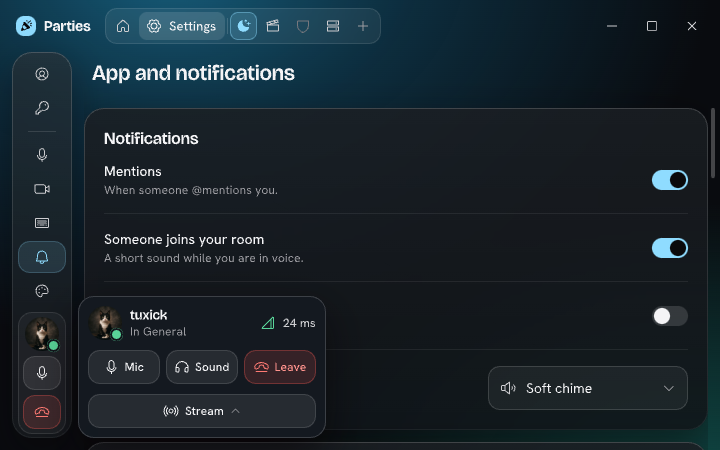 Parties
Settings
App and notifications
Notifications
Mentions
When someone @mentions you.
Someone joins your room
A short sound while you are in voice.
tuxick
In General
24 ms
Mic
Sound
Leave
Stream
Soft chime